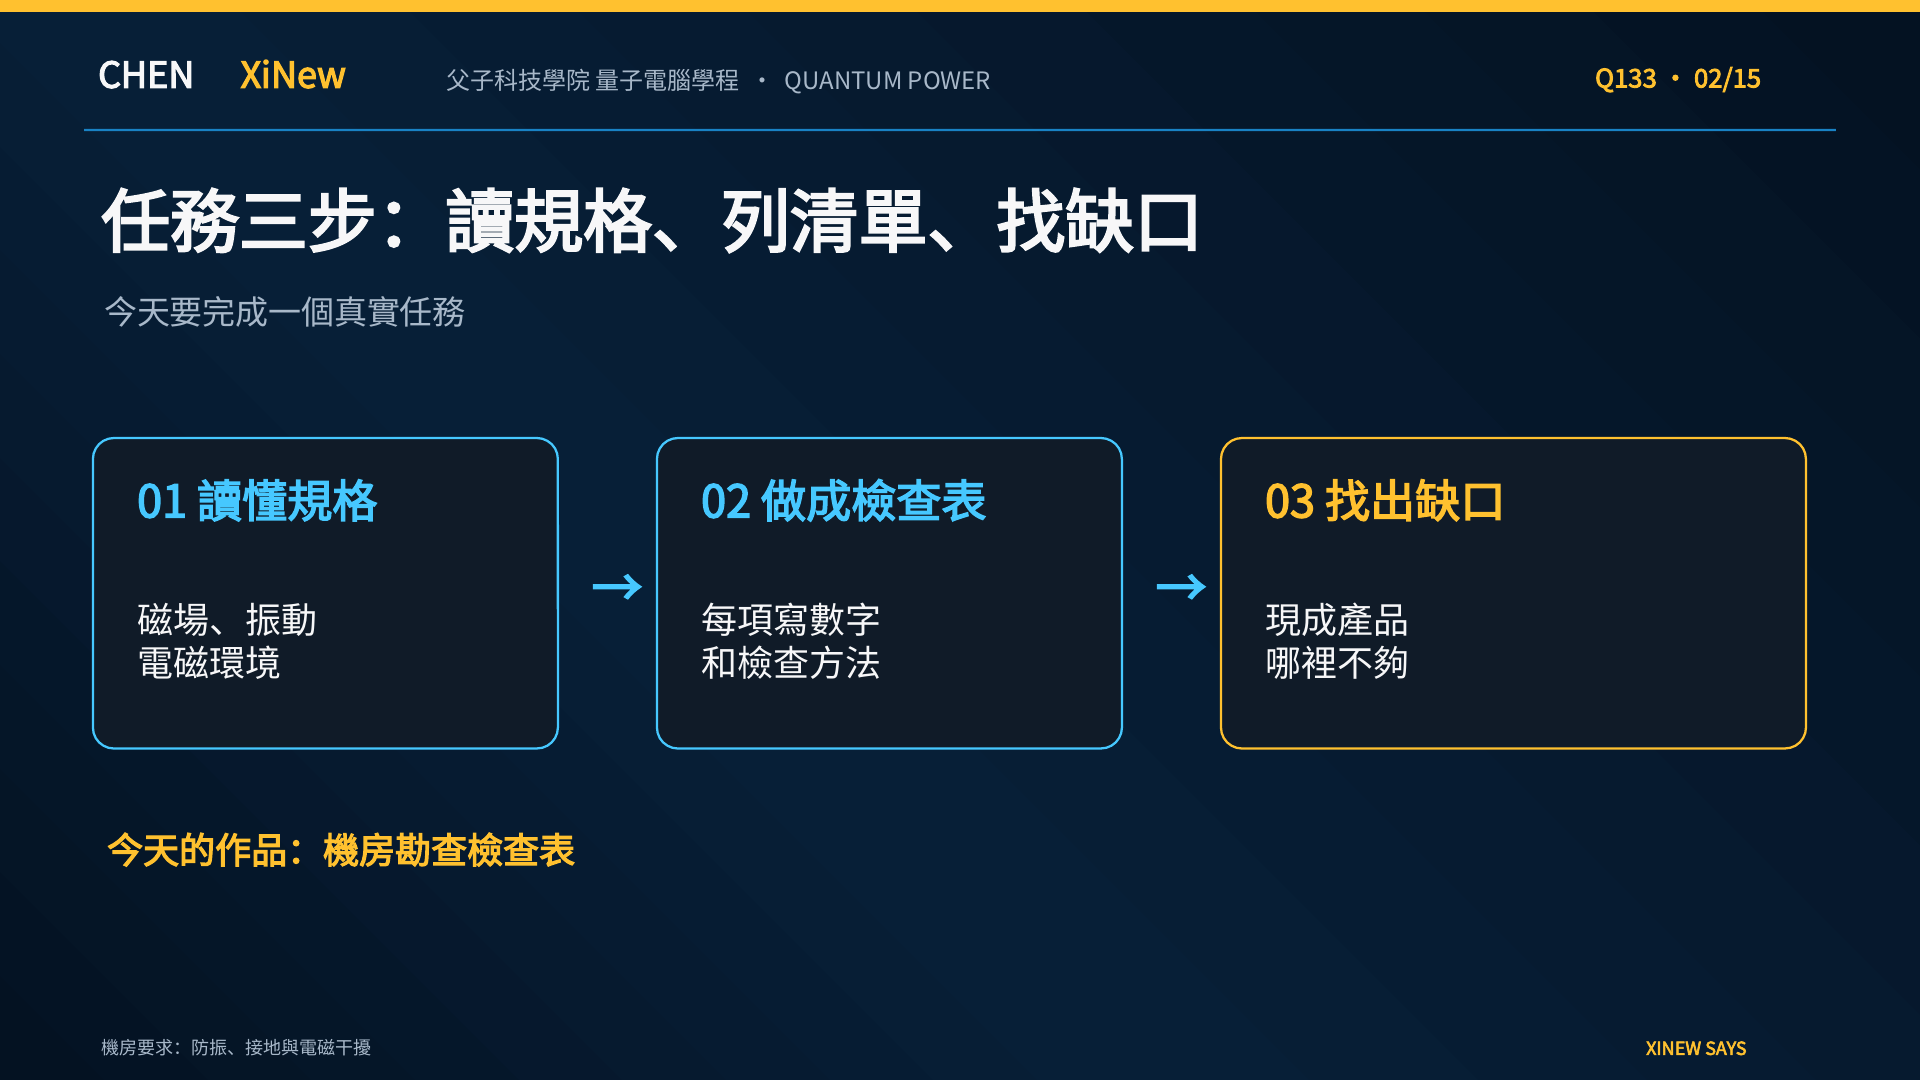 CHEN XiNew 父子科技學院 量子電腦學程 • QUANTUM POWER Q133 • 02/15
任務三步：讀規格、列清單、找缺口
今天要完成一個真實任務
01 讀懂規格
磁場、振動
電磁環境
→
02 做成檢查表
每項寫數字
和檢查方法
→
03 找出缺口
現成產品
哪裡不夠
今天的作品：機房勘查檢查表
機房要求：防振、接地與電磁干擾
XINEW SAYS